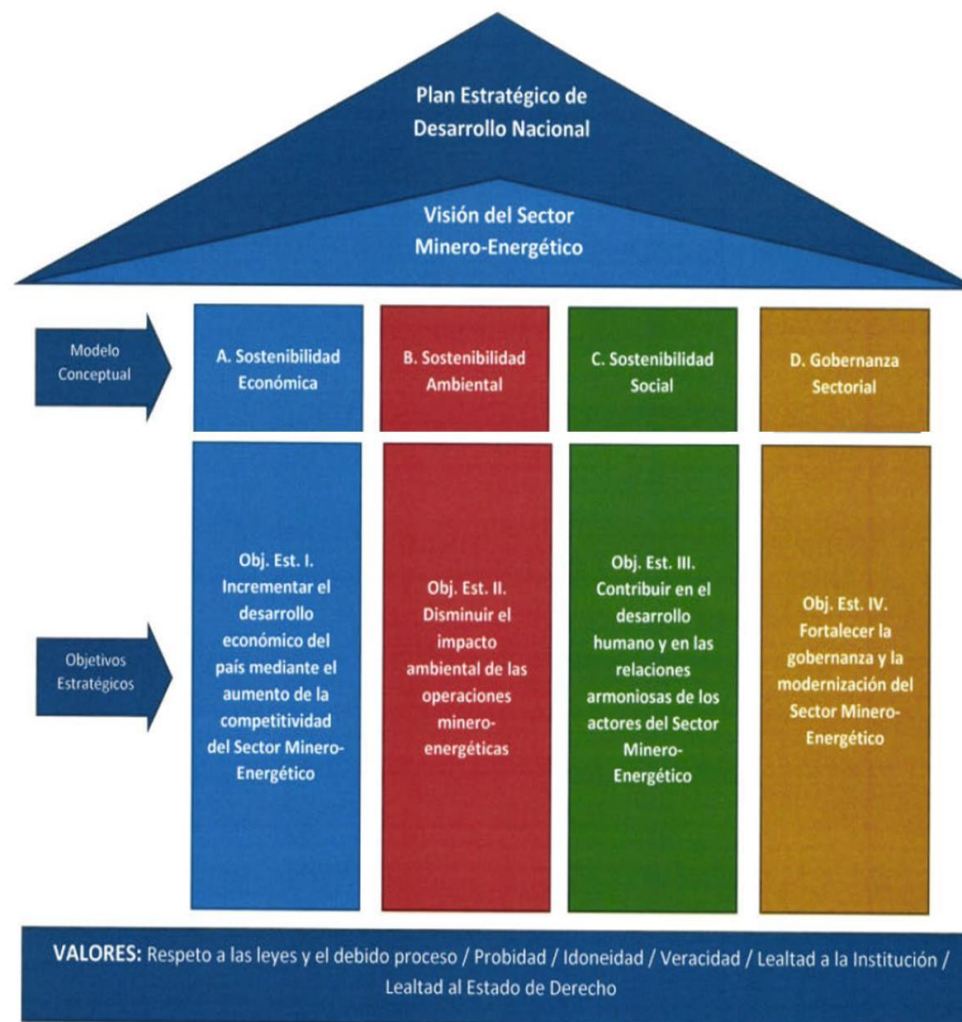 Plan Estratégico de
Desarrollo Nacional
Visión del Sector
Minero-Energético
Modelo
Conceptual
A. Sostenibilidad
Económica
B. Sostenibilidad
Ambiental
C. Sostenibilidad
Social
D. Gobernanza
Sectorial
Objetivos
Estratégicos
Obj. Est. I.
Incrementar el
desarrollo
económico del
país mediante el
aumento de la
competitividad
del Sector Minero-
Energético
Obj. Est. II.
Disminuir el
impacto
ambiental de las
operaciones
minero-
energéticas
Obj. Est. III.
Contribuir en el
desarrollo
humano y en las
relaciones
armoniosas de los
actores del Sector
Minero-
Energético
Obj. Est. IV.
Fortalecer la
gobernanza y la
modernización del
Sector Minero-
Energético
VALORES: Respeto a las leyes y el debido proceso / Probidad / Idoneidad / Veracidad / Lealtad a la Institución /
Lealtad al Estado de Derecho